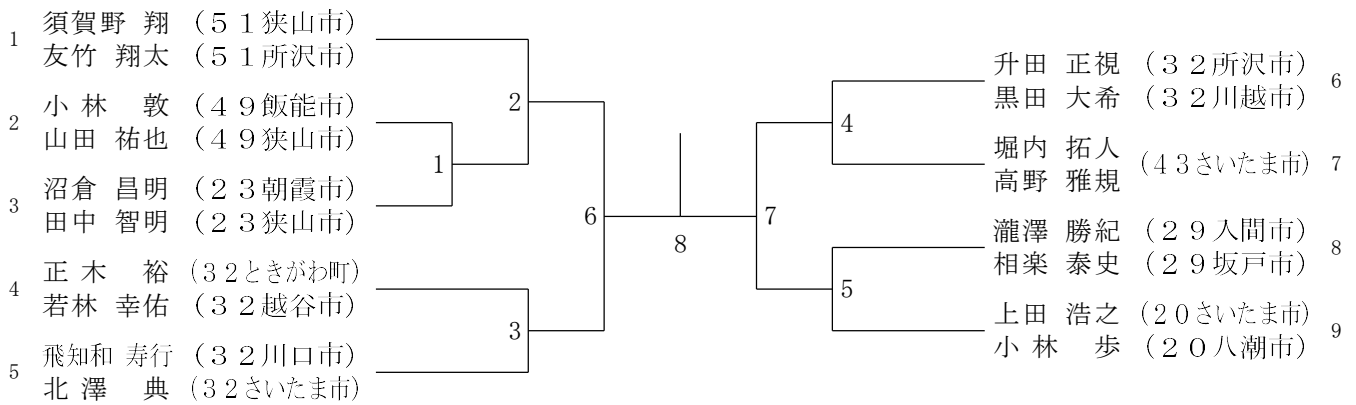 1
須賀野 翔 (５１狭山市)
友竹 翔太 (５１所沢市)
2
小林 敦 (４９飯能市)
山田 祐也 (４９狭山市)
3
沼倉 昌明 (２３朝霞市)
田中 智明 (２３狭山市)
4
正木 裕 (３２ときがわ町)
若林 幸佑 (３２越谷市)
5
飛知和 寿行 (３２川口市)
北澤 典 (３２さいたま市)
2
1
3
6
8
7
4
5
升田 正視 (３２所沢市)
黒田 大希 (３２川越市)
6
堀内 拓人
高野 雅規
(４３さいたま市)
7
瀧澤 勝紀 (２９入間市)
相楽 泰史 (２９坂戸市)
8
上田 浩之 (２０さいたま市)
小林 歩 (２０八潮市)
9